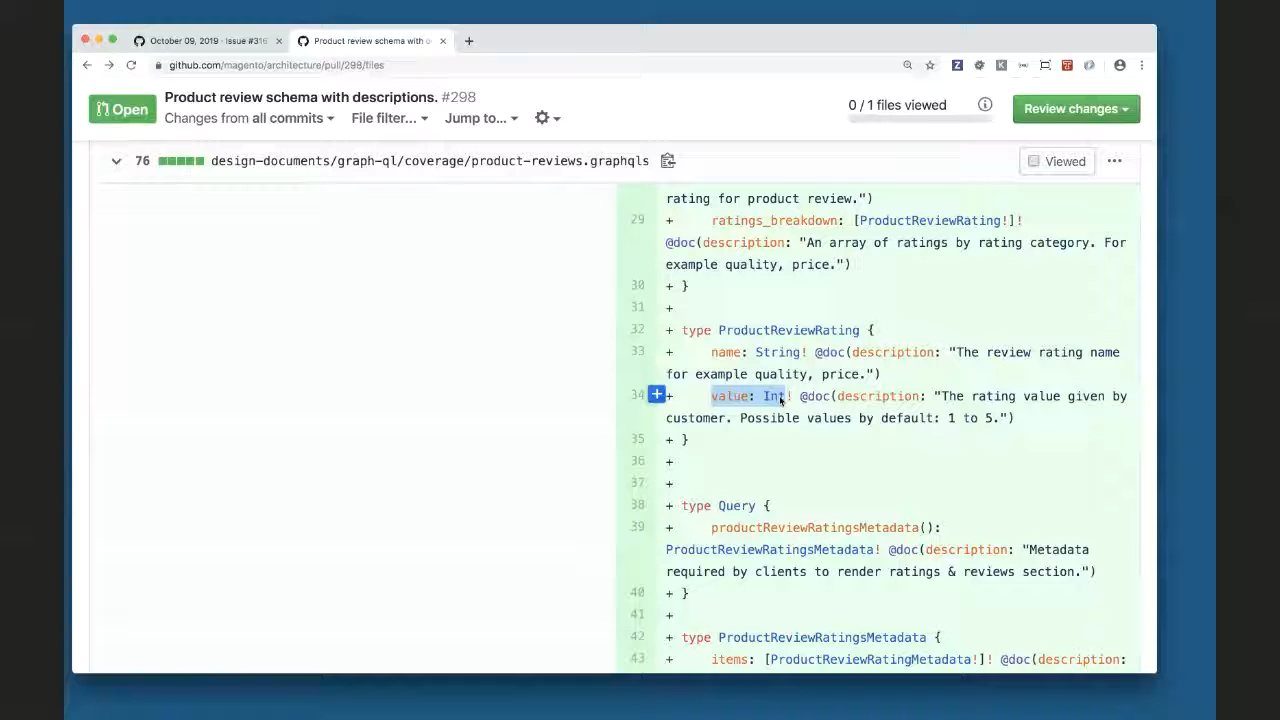 October 09, 2019 · Issue #316
Product review schema with
github.com/magento/architecture/pull/298/files
Open
Product review schema with descriptions. #298
Changes from all commits
File filter...
Jump to...
0 / 1 files viewed
Review changes
76
design-documents/graph-ql/coverage/product-reviews.graphqls
Viewed
rating for product review.")
29 + ratings_breakdown: [ProductReviewRating!]!
@doc(description: "An array of ratings by rating category. For
example quality, price.")
30 + }
31 +
32 + type ProductReviewRating {
33 + name: String! @doc(description: "The review rating name
for example quality, price.")
34 + value: Int! @doc(description: "The rating value given by
customer. Possible values by default: 1 to 5.")
35 + }
36 +
37 +
38 + type Query {
39 + productReviewRatingsMetadata():
ProductReviewRatingsMetadata! @doc(description: "Metadata
required by clients to render ratings & reviews section.")
40 + }
41 +
42 + type ProductReviewRatingsMetadata {
43 + items: [ProductReviewRatingMetadata!]! @doc(description: